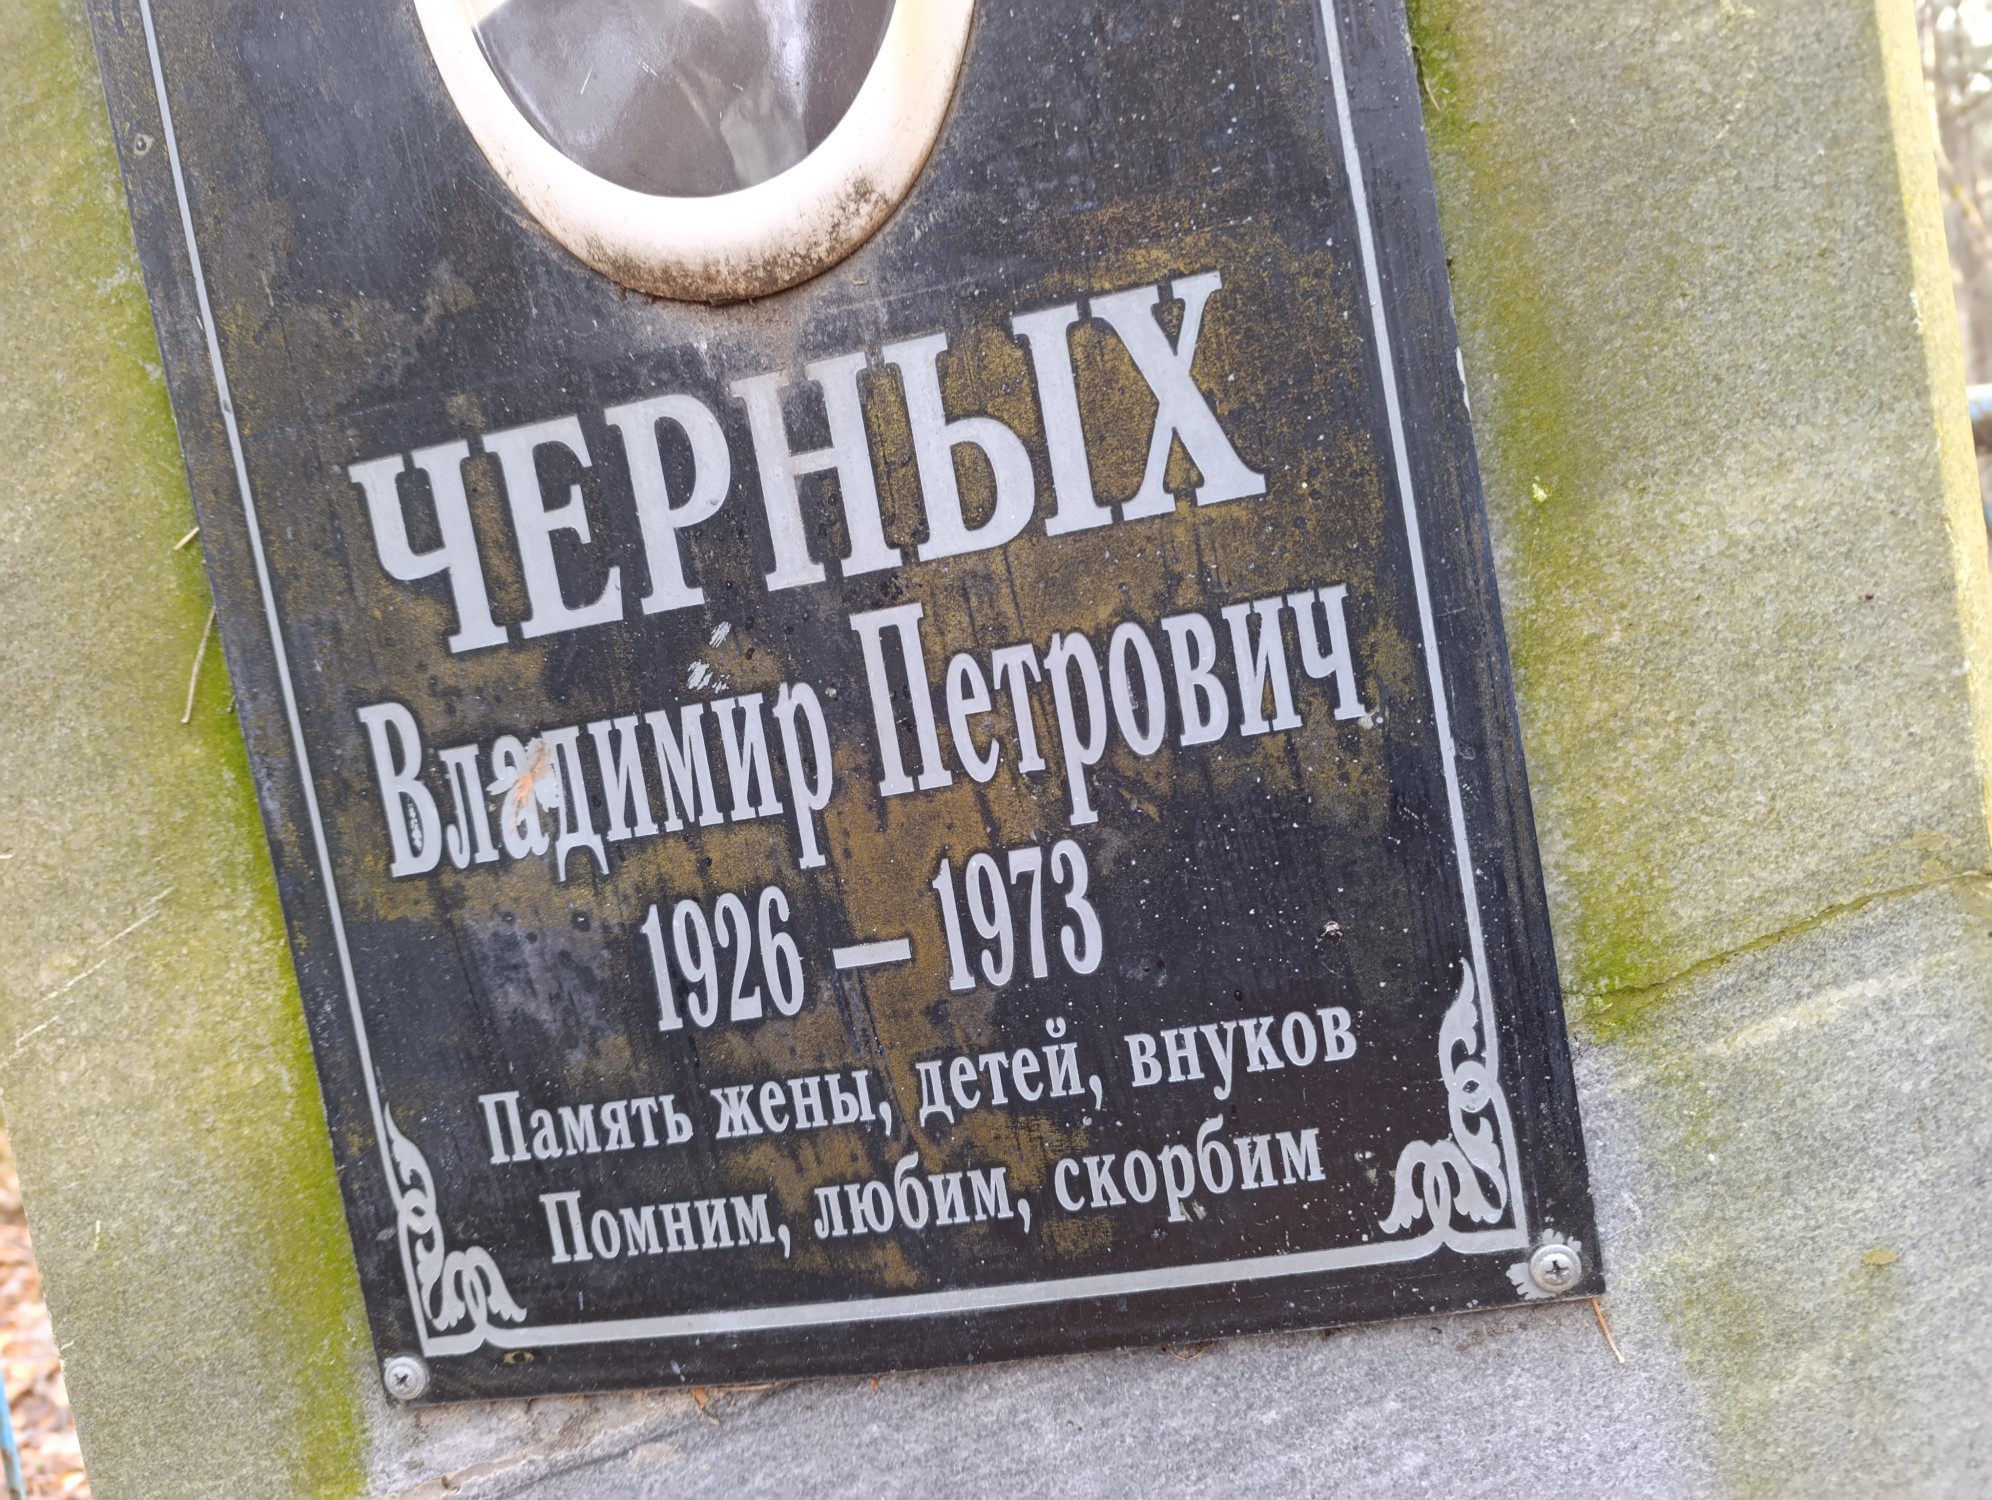 ЧЕРНЫХ
Владимир Петрович
1926 – 1973
Память жены, детей, внуков
Помним, любим, скорбим